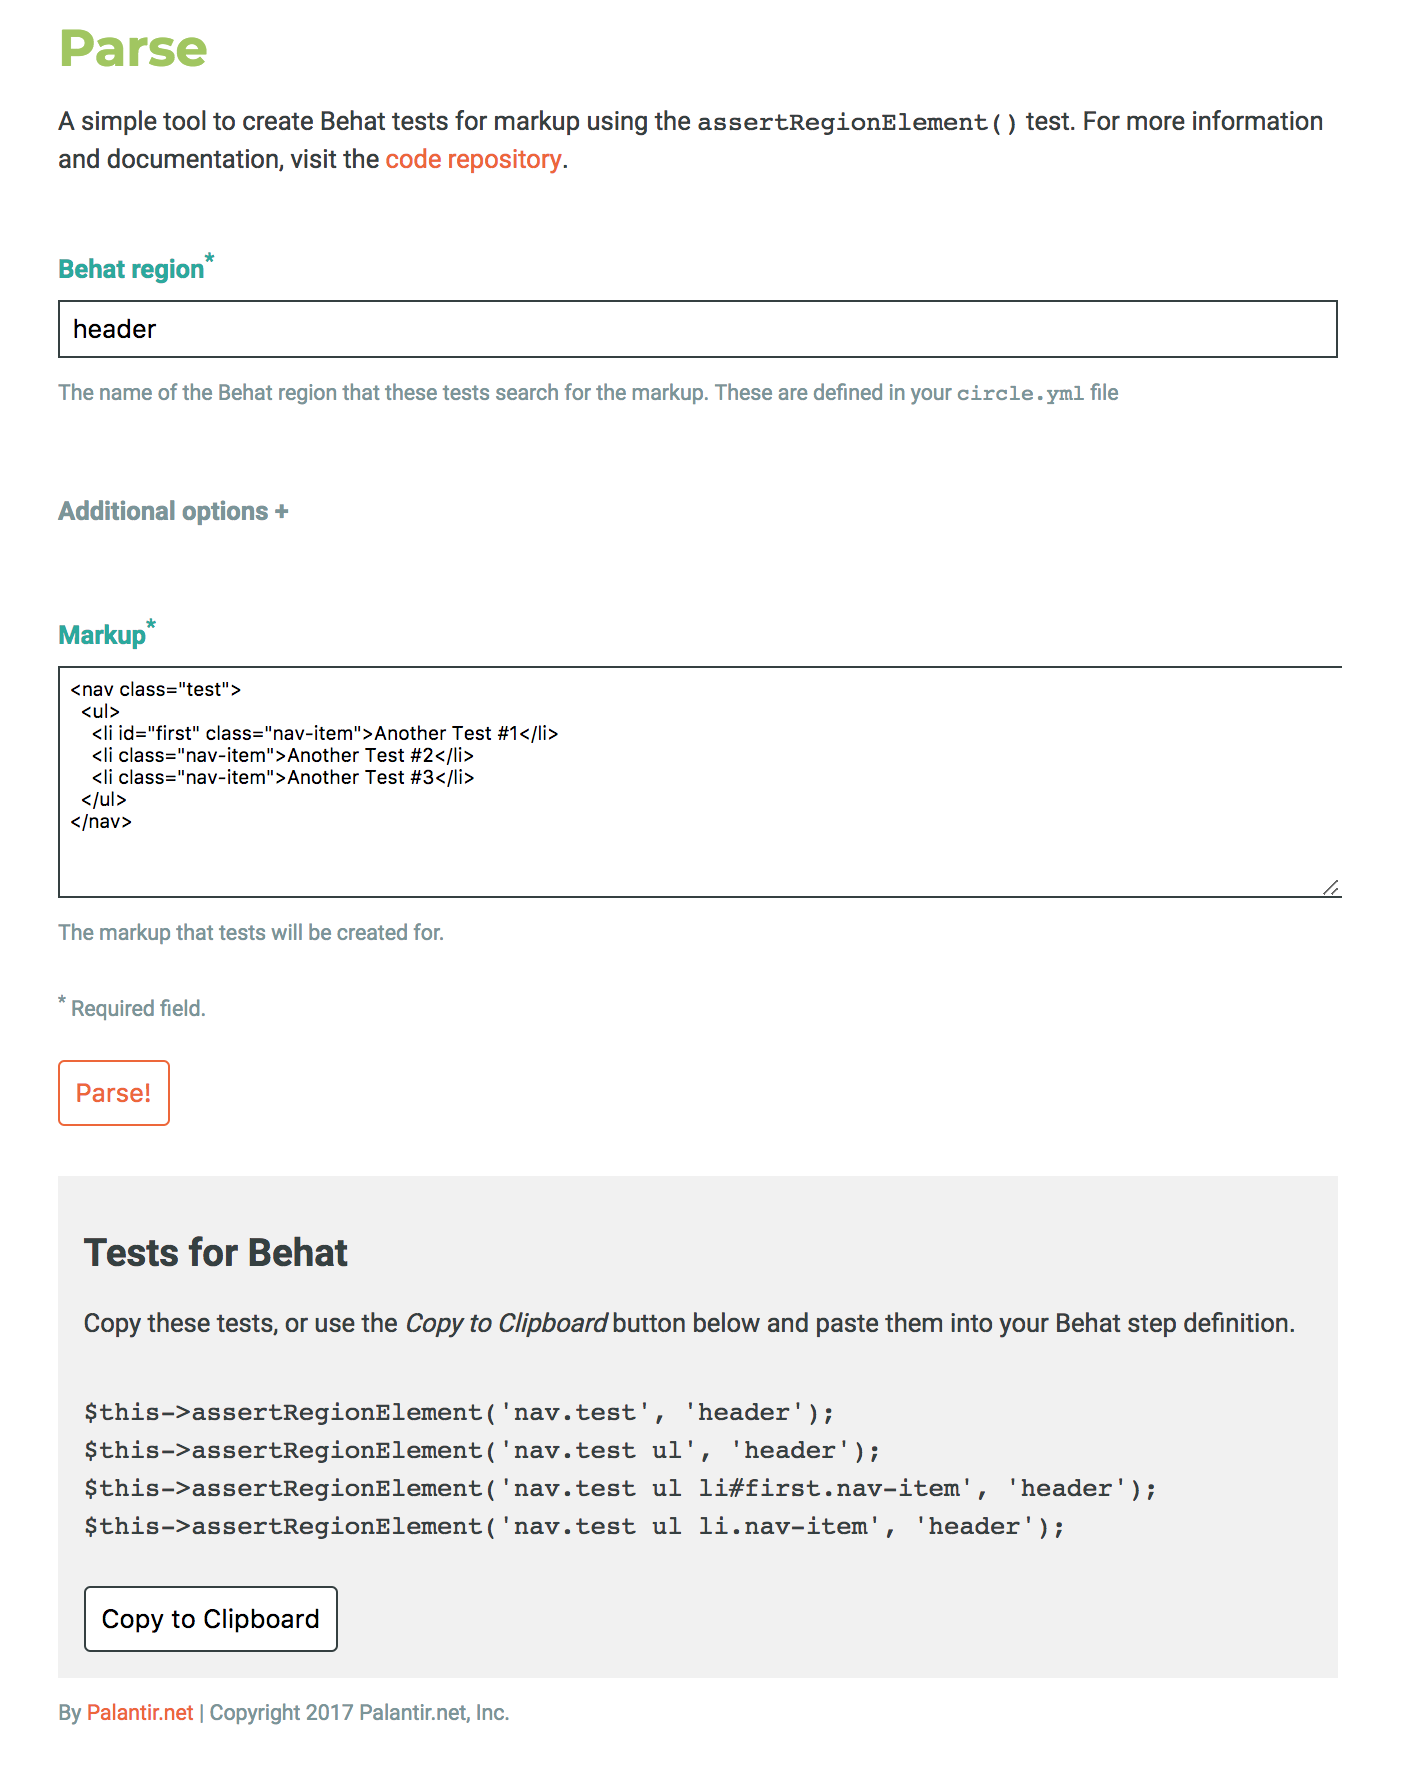 Parse
A simple tool to create Behat tests for markup using the assertRegionElement() test. For more information
and documentation, visit the code repository.
Behat region*
header
The name of the Behat region that these tests search for the markup. These are defined in your circle.yml file
Additional options +
Markup*
<nav class="test">
  <ul>
    <li id="first" class="nav-item">Another Test #1</li>
    <li class="nav-item">Another Test #2</li>
    <li class="nav-item">Another Test #3</li>
  </ul>
</nav>
The markup that tests will be created for.
* Required field.
Parse!
Tests for Behat
Copy these tests, or use the Copy to Clipboard button below and paste them into your Behat step definition.
$this->assertRegionElement('nav.test', 'header');
$this->assertRegionElement('nav.test ul', 'header');
$this->assertRegionElement('nav.test ul li#first.nav-item', 'header');
$this->assertRegionElement('nav.test ul li.nav-item', 'header');
Copy to Clipboard
By Palantir.net | Copyright 2017 Palantir.net, Inc.